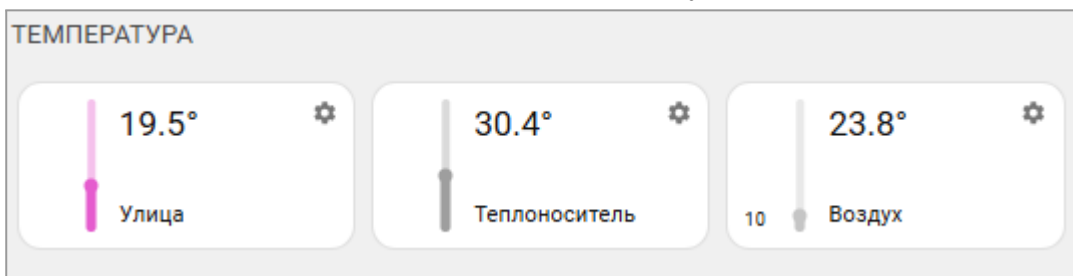 ТЕМПЕРАТУРА
19.5°
Улица
30.4°
Теплоноситель
23.8°
10
Воздух